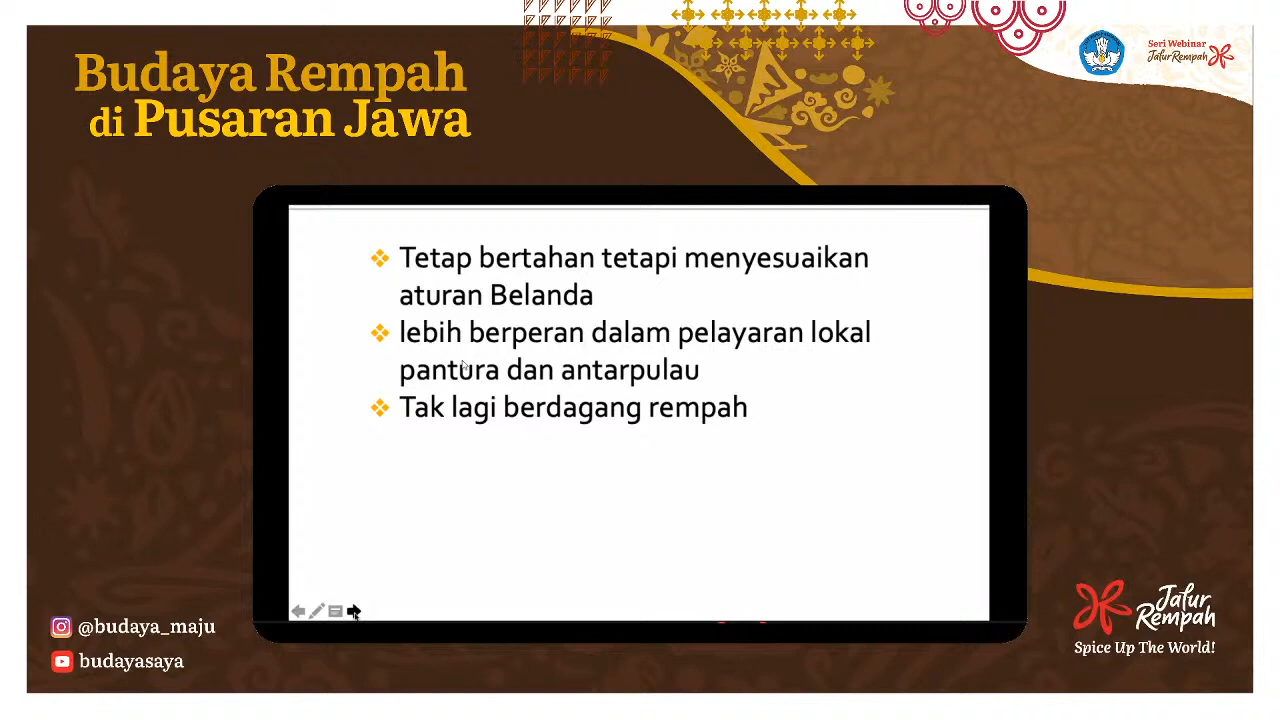 Budaya Rempah
di Pusaran Jawa
Seri Webinar
Jalur Rempah
❖ Tetap bertahan tetapi menyesuaikan
aturan Belanda
❖ lebih berperan dalam pelayaran lokal
pantura dan antarpulau
❖ Tak lagi berdagang rempah
@budaya_maju
budayasaya
Jalur
Rempah
Spice Up The World!